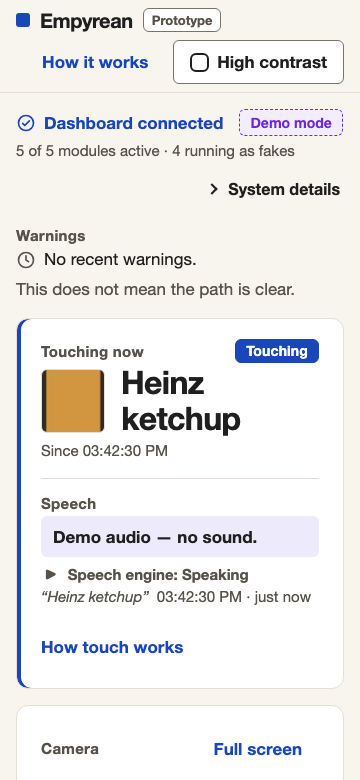 Empyrean Prototype
How it works High contrast
Dashboard connected Demo mode
5 of 5 modules active · 4 running as fakes
System details
Warnings
No recent warnings.
This does not mean the path is clear.
Touching now Touching
Heinz
ketchup
Since 03:42:30 PM
Speech
Demo audio — no sound.
Speech engine: Speaking
“Heinz ketchup” 03:42:30 PM · just now
How touch works
Camera Full screen